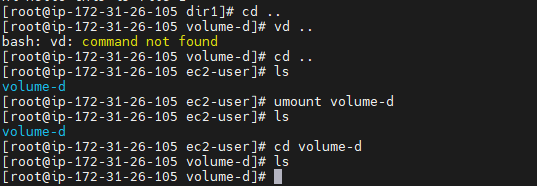 [root@ip-172-31-26-105 dir1]# cd ..
[root@ip-172-31-26-105 volume-d]# vd ..
bash: vd: command not found
[root@ip-172-31-26-105 volume-d]# cd ..
[root@ip-172-31-26-105 ec2-user]# ls
volume-d
[root@ip-172-31-26-105 ec2-user]# umount volume-d
[root@ip-172-31-26-105 ec2-user]# ls
volume-d
[root@ip-172-31-26-105 ec2-user]# cd volume-d
[root@ip-172-31-26-105 volume-d]# ls
[root@ip-172-31-26-105 volume-d]#